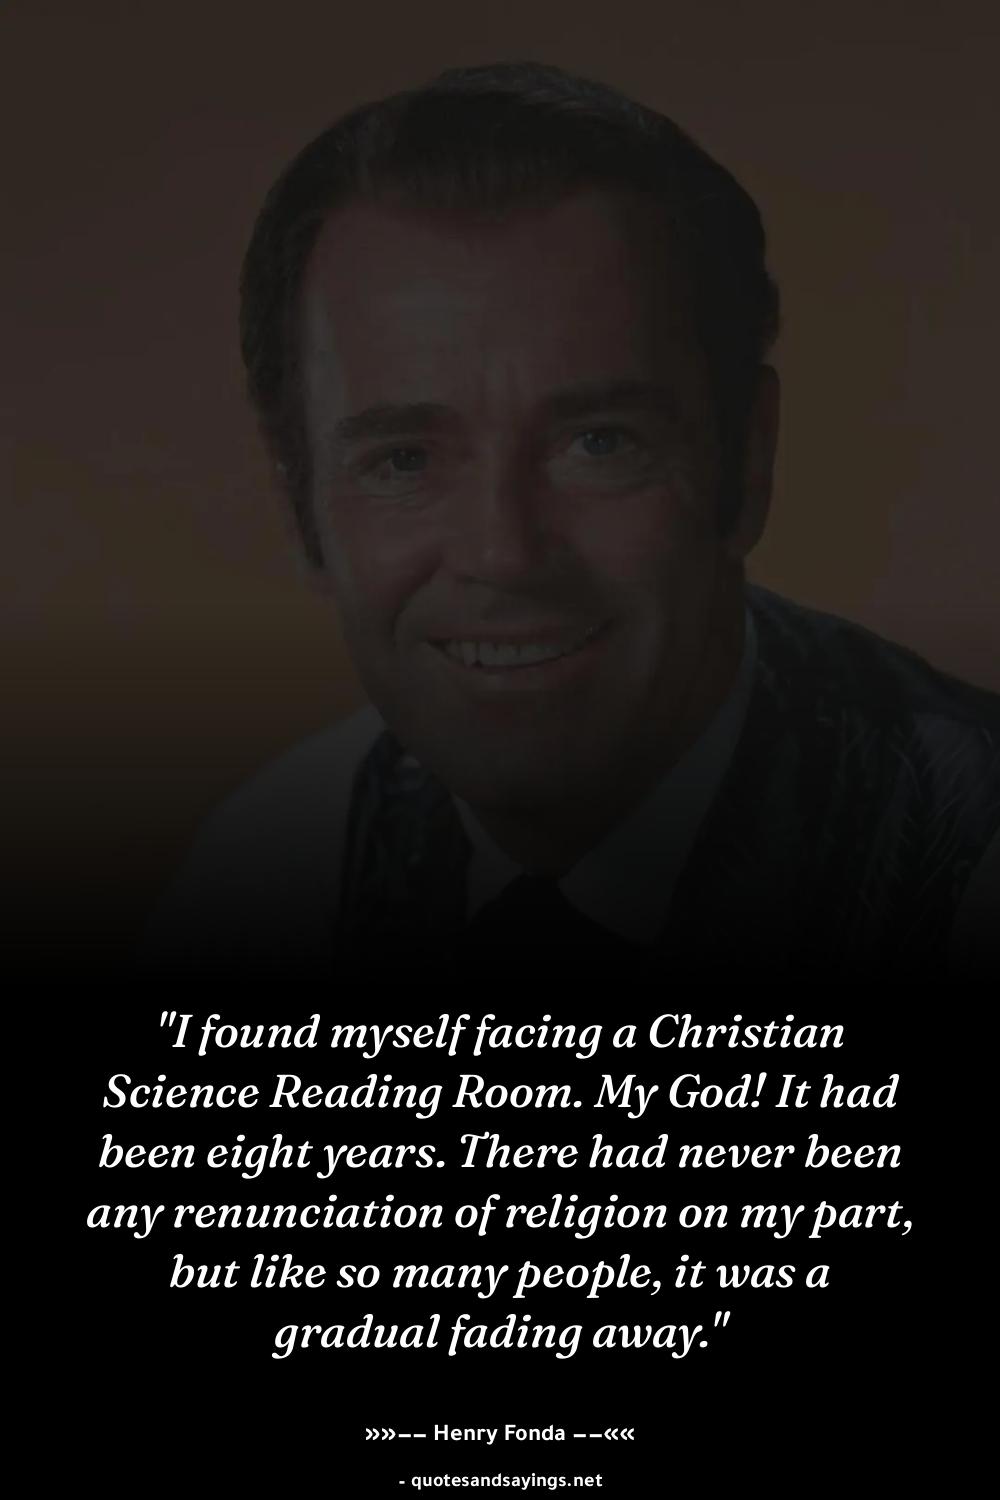 "I found myself facing a Christian
Science Reading Room. My God! It had
been eight years. There had never been
any renunciation of religion on my part,
but like so many people, it was a
gradual fading away."
»»–– Henry Fonda ––««
- quotesandsayings.net